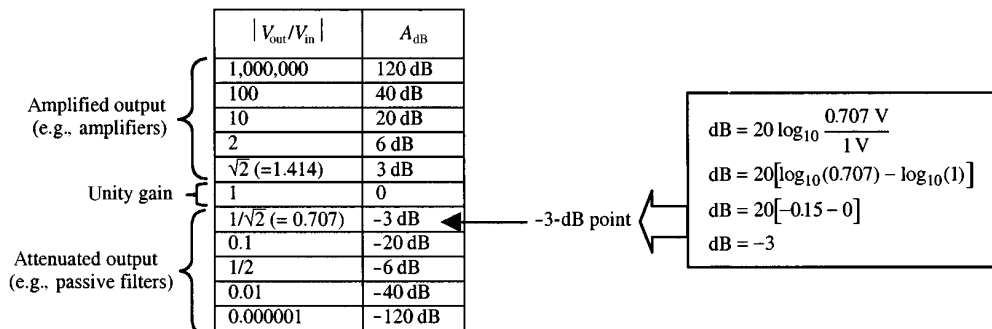 |V_out/V_in| A_dB
1,000,000 120 dB
100 40 dB
10 20 dB
2 6 dB
√2 (=1.414) 3 dB
1 0
1/√2 (= 0.707) −3 dB
0.1 −20 dB
1/2 −6 dB
0.01 −40 dB
0.000001 −120 dB
Amplified output
(e.g., amplifiers)
Unity gain
Attenuated output
(e.g., passive filters)
−3-dB point
dB = 20 log₁₀ 0.707 V / 1 V
dB = 20[log₁₀(0.707) − log₁₀(1)]
dB = 20[−0.15 − 0]
dB = −3